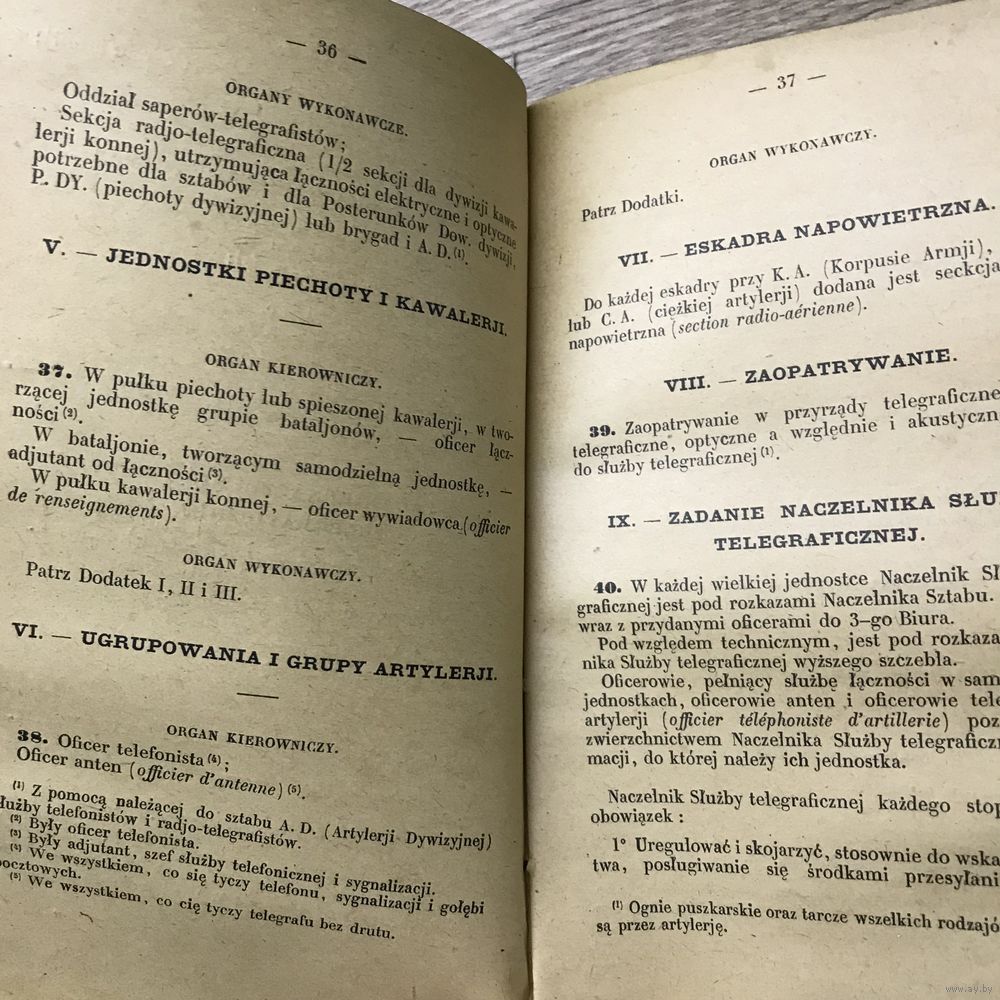 — 36 —
ORGANY WYKONAWCZE.
Oddział saperów-telegrafistów;
Sekcja radjo-telegraficzna (1/2 sekcji dla dywizji kawa-
lerji konnej), utrzymująca łączności elektryczne i optyczne
potrzebne dla sztabów i dla Posterunków Dow. dywizji,
P. DY. (piechoty dywizyjnej) lub brygad i A. D.(1).
V. — JEDNOSTKI PIECHOTY I KAWALERJI.
ORGAN KIEROWNICZY.
37. W pułku piechoty lub spieszonej kawalerji, w two-
rzącej jednostkę grupie bataljonów, — oficer łącz-
ności (2).
W bataljonie, tworzącym samodzielną jednostkę, —
adjutant od łączności (3).
W pułku kawalerji konnej, — oficer wywiadowca (officier
de renseignements).
ORGAN WYKONAWCZY.
Patrz Dodatek I, II i III.
VI. — UGRUPOWANIA I GRUPY ARTYLERJI.
ORGAN KIEROWNICZY.
38. Oficer telefonista (4);
Oficer anten (officier d'antenne) (5).
(1) Z pomocą należącej do sztabu A. D. (Artylerji Dywizyjnej)
służby telefonistów i radjo-telegrafistów.
(2) Były oficer telefonista.
(3) Były adjutant, szef służby telefonicznej i sygnalizacji.
(4) We wszystkiem, co się tyczy telefonu, sygnalizacji i gołębi
pocztowych.
(5) We wszystkiem, co cię tyczy telegrafu bez drutu.
— 37 —
ORGAN WYKONAWCZY.
Patrz Dodatki.
VII. — ESKADRA NAPOWIETRZNA.
Do każdej eskadry przy K. A. (Korpusie Armji),
lub C. A. (ciężkiej artylerji) dodana jest seckcja
napowietrzna (section radio-aérienne).
VIII. — ZAOPATRYWANIE.
39. Zaopatrywanie w przyrządy telegraficzne
telegraficzne, optyczne a względnie i akustyczn
do służby telegraficznej (1).
IX. — ZADANIE NACZELNIKA SŁU
TELEGRAFICZNEJ.
40. W każdej wielkiej jednostce Naczelnik Sł
graficznej jest pod rozkazami Naczelnika Sztabu.
wraz z przydanymi oficerami do 3-go Biura.
Pod względem technicznym, jest pod rozkaza
nika Służby telegraficznej wyższego szczebla.
Oficerowie, pełniący służbę łączności w sam
jednostkach, oficerowie anten i oficerowie tele
artylerji (officier téléphoniste d'artillerie) poz
zwierzchnictwem Naczelnika Służby telegraficzn
macji, do której należy ich jednostka.
Naczelnik Służby telegraficznej każdego stop
obowiązek :
1° Uregulować i skojarzyć, stosownie do wska
twa, posługiwanie się środkami przesyłani
(1) Ognie puszkarskie oraz tarcze wszelkich rodzajó
są przez artylerję.
www.ay.by